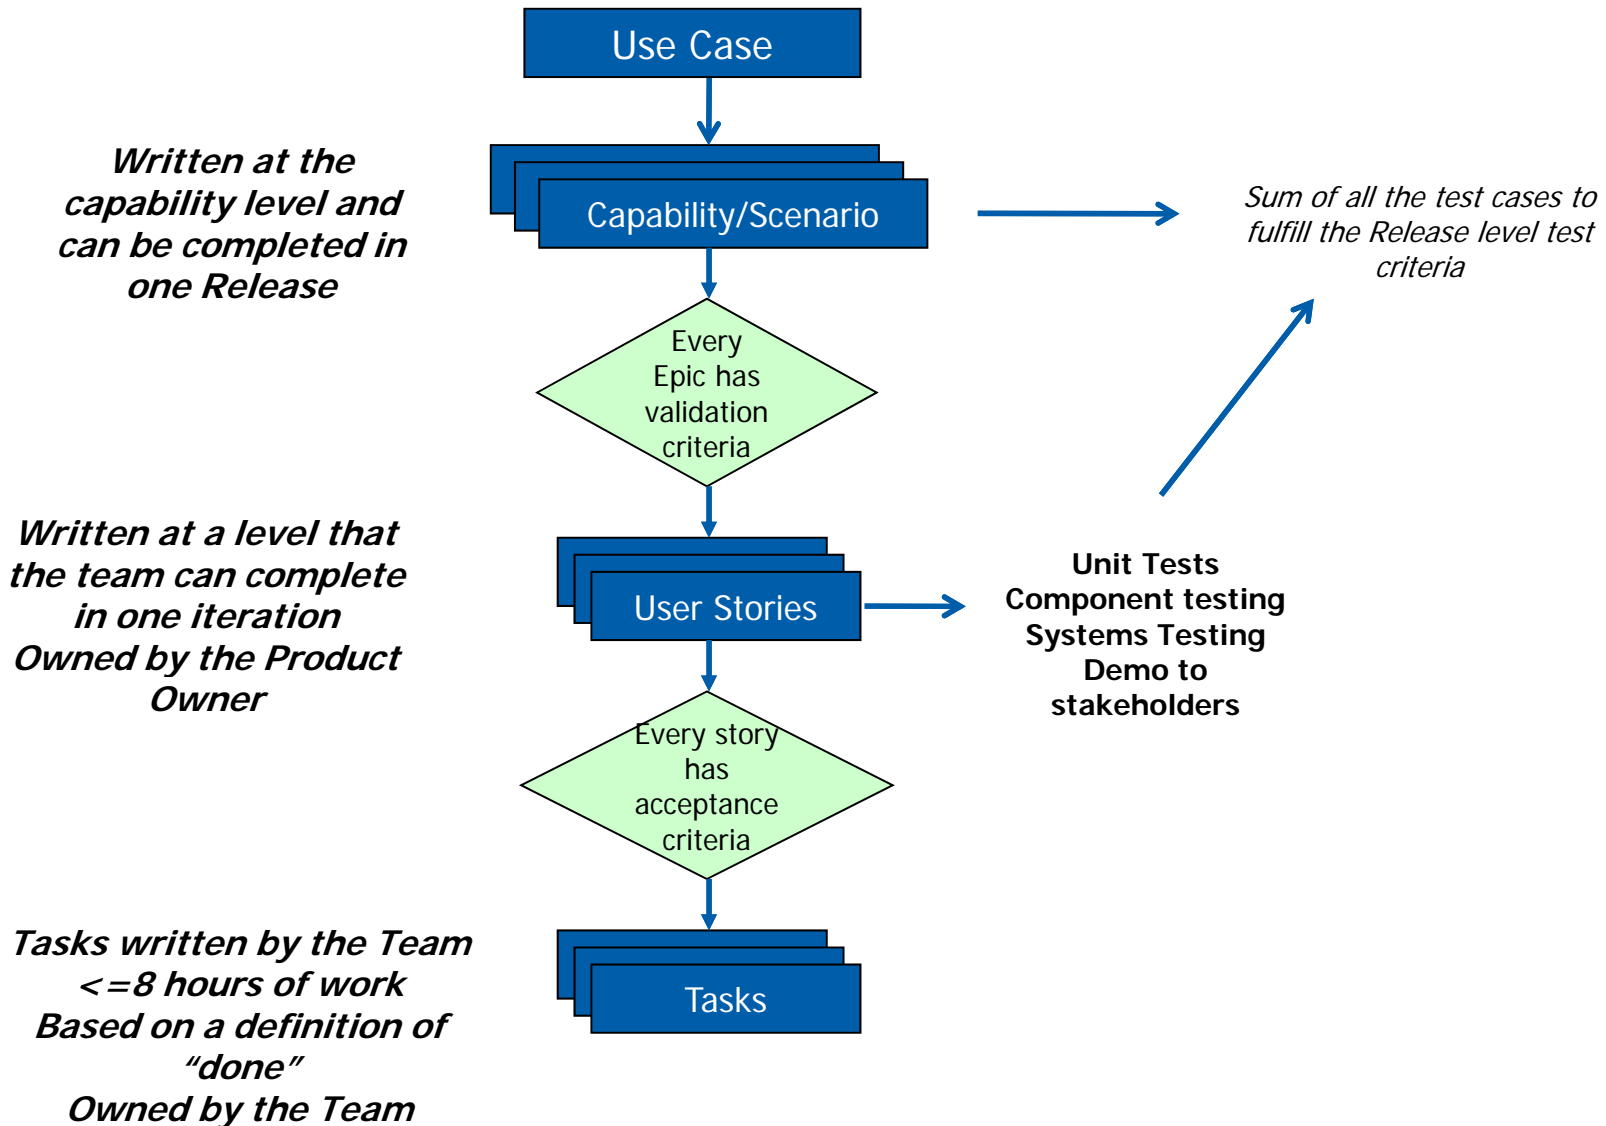 Use Case
Written at the
capability level and
can be completed in
one Release
Capability/Scenario
Sum of all the test cases to
fulfill the Release level test
criteria
Every
Epic has
validation
criteria
Written at a level that
the team can complete
in one iteration
Owned by the Product
Owner
User Stories
Unit Tests
Component testing
Systems Testing
Demo to
stakeholders
Every story
has
acceptance
criteria
Tasks written by the Team
<=8 hours of work
Based on a definition of
“done”
Owned by the Team
Tasks